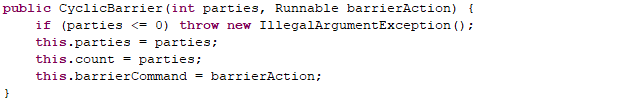 public CyclicBarrier(int parties, Runnable barrierAction) {
    if (parties <= 0) throw new IllegalArgumentException();
    this.parties = parties;
    this.count = parties;
    this.barrierCommand = barrierAction;
}